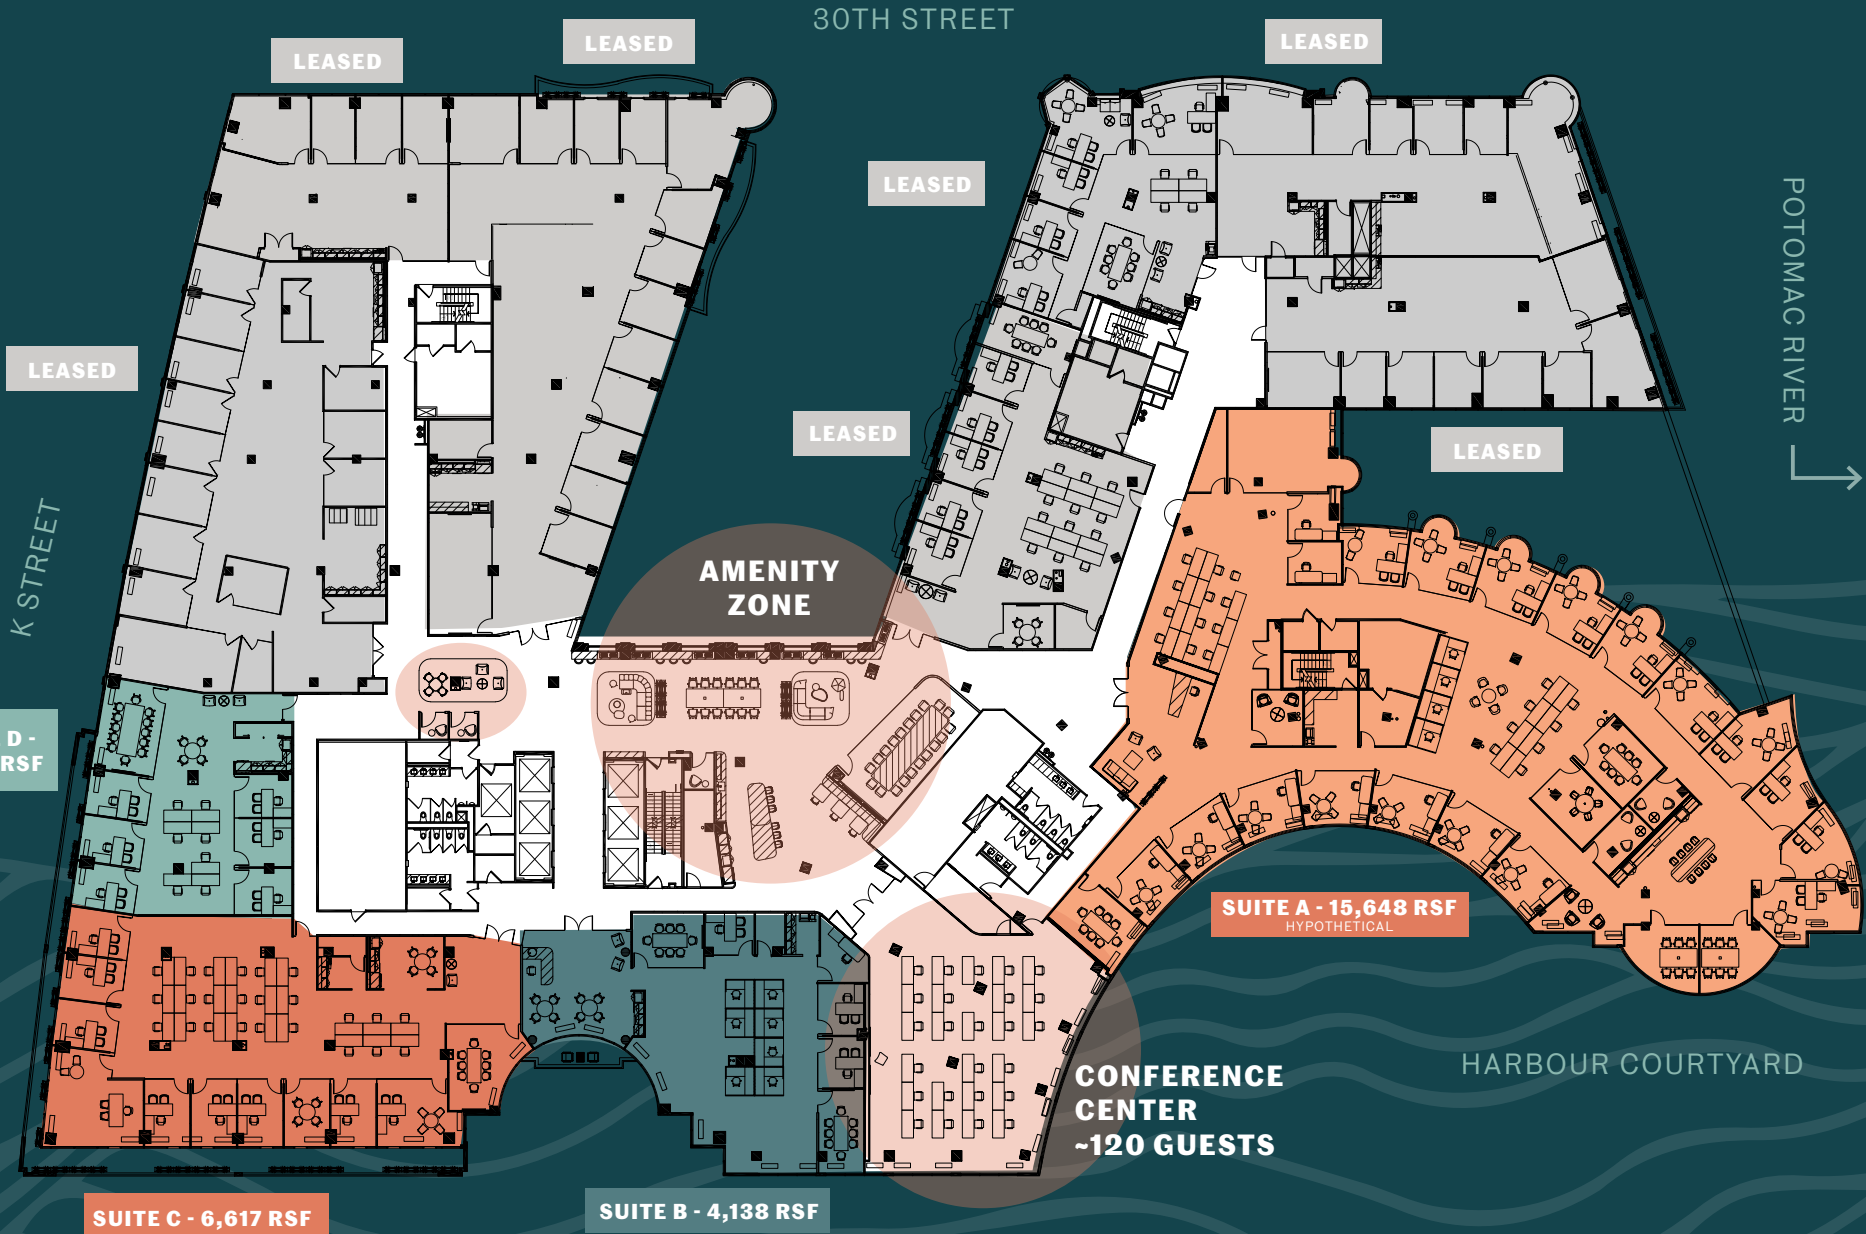 30TH STREET
LEASED
LEASED
LEASED
LEASED
POTOMAC RIVER
LEASED
LEASED
LEASED
K STREET
AMENITY
ZONE
D -
RSF
SUITE A - 15,648 RSF
HYPOTHETICAL
HARBOUR COURTYARD
CONFERENCE
CENTER
~120 GUESTS
SUITE C - 6,617 RSF
SUITE B - 4,138 RSF